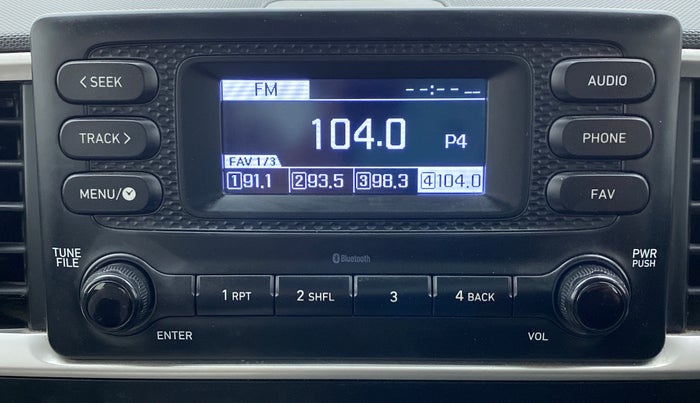 < SEEK
TRACK >
MENU/
FM
--:-- --
104.0 P4
FAV 1/3
1 91.1 2 93.5 3 98.3 4 104.0
AUDIO
PHONE
FAV
Bluetooth
TUNE
FILE
PWR
PUSH
1 RPT 2 SHFL 3 4 BACK
ENTER
VOL